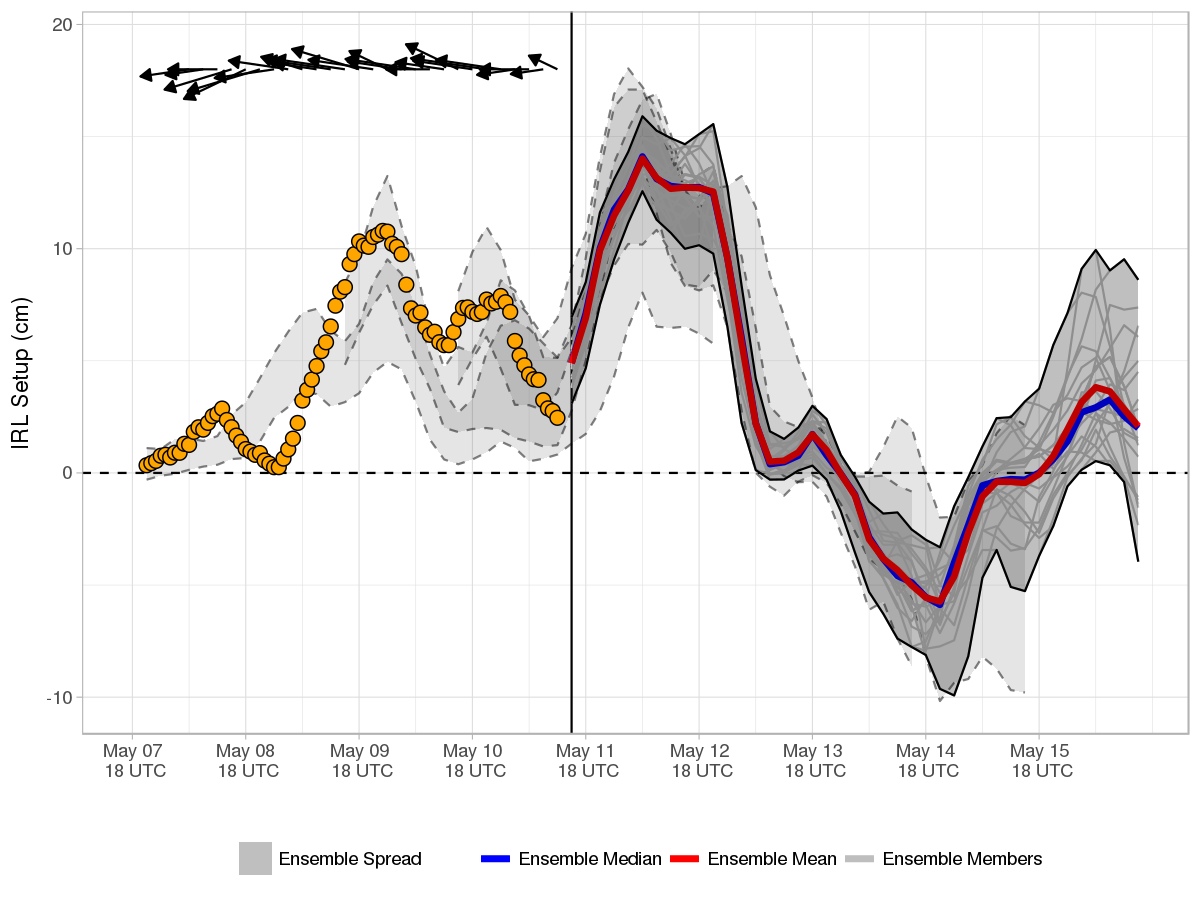 20
10
0
-10
IRL Setup (cm)
May 07 May 08 May 09 May 10 May 11 May 12 May 13 May 14 May 15
18 UTC 18 UTC 18 UTC 18 UTC 18 UTC 18 UTC 18 UTC 18 UTC 18 UTC
Ensemble Spread Ensemble Median Ensemble Mean Ensemble Members